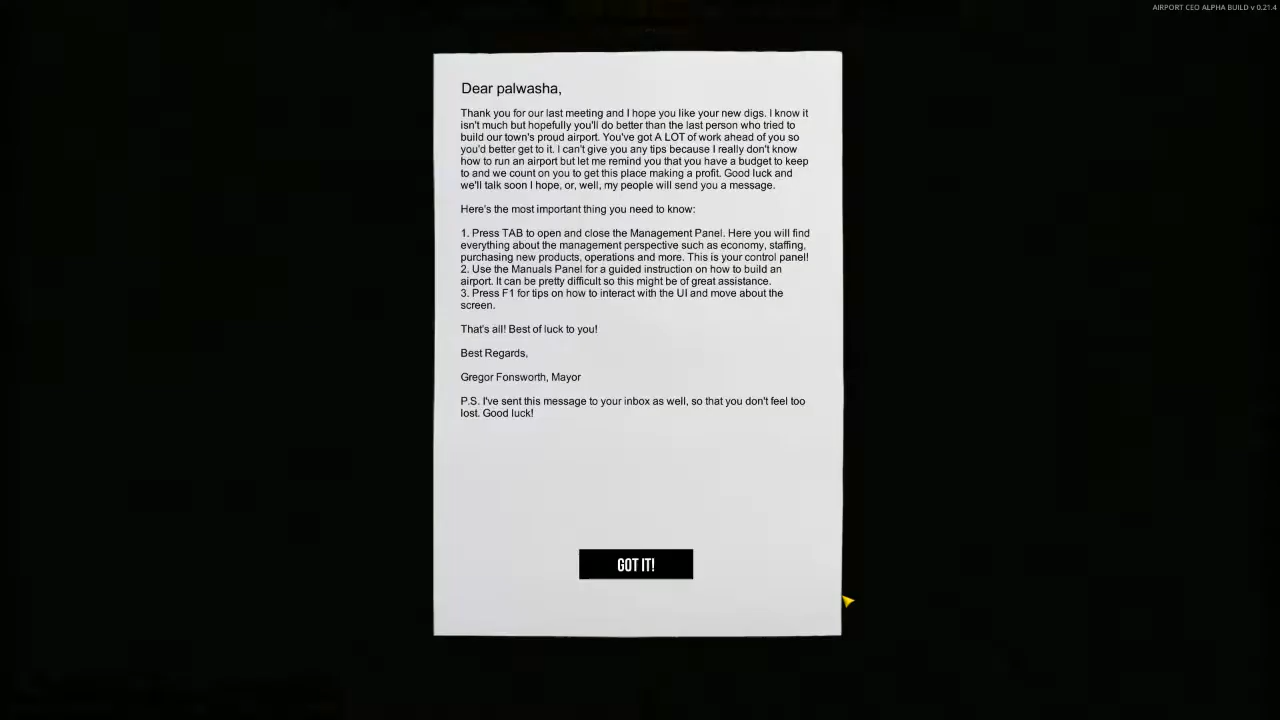 AIRPORT CEO ALPHA BUILD v 0.21.4
Dear palwasha,
Thank you for our last meeting and I hope you like your new digs. I know it
isn't much but hopefully you'll do better than the last person who tried to
build our town's proud airport. You've got A LOT of work ahead of you so
you'd better get to it. I can't give you any tips because I really don't know
how to run an airport but let me remind you that you have a budget to keep
to and we count on you to get this place making a profit. Good luck and
we'll talk soon I hope, or, well, my people will send you a message.
Here's the most important thing you need to know:
1. Press TAB to open and close the Management Panel. Here you will find
everything about the management perspective such as economy, staffing,
purchasing new products, operations and more. This is your control panel!
2. Use the Manuals Panel for a guided instruction on how to build an
airport. It can be pretty difficult so this might be of great assistance.
3. Press F1 for tips on how to interact with the UI and move about the
screen.
That's all! Best of luck to you!
Best Regards,
Gregor Fonsworth, Mayor
P.S. I've sent this message to your inbox as well, so that you don't feel too
lost. Good luck!
GOT IT!